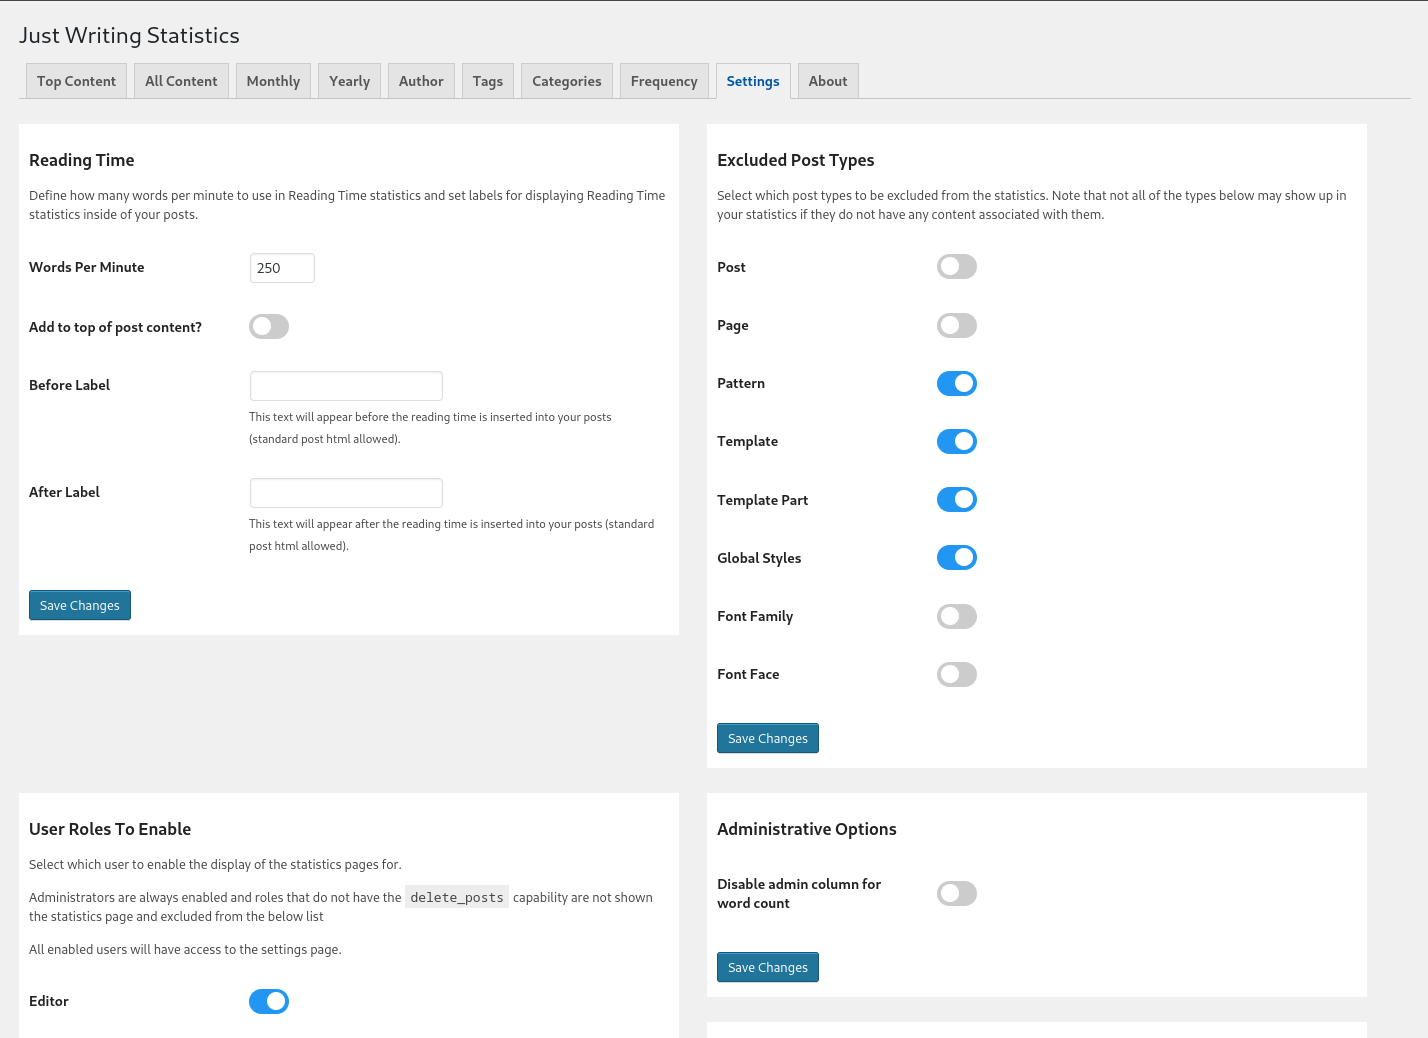 Just Writing Statistics
Top Content All Content Monthly Yearly Author Tags Categories Frequency Settings About
Reading Time
Define how many words per minute to use in Reading Time statistics and set labels for displaying Reading Time
statistics inside of your posts.
Words Per Minute 250
Add to top of post content?
Before Label
This text will appear before the reading time is inserted into your posts
(standard post html allowed).
After Label
This text will appear after the reading time is inserted into your posts (standard
post html allowed).
Save Changes
Excluded Post Types
Select which post types to be excluded from the statistics. Note that not all of the types below may show up in
your statistics if they do not have any content associated with them.
Post
Page
Pattern
Template
Template Part
Global Styles
Font Family
Font Face
Save Changes
User Roles To Enable
Select which user to enable the display of the statistics pages for.
Administrators are always enabled and roles that do not have the delete_posts capability are not shown
the statistics page and excluded from the below list
All enabled users will have access to the settings page.
Editor
Administrative Options
Disable admin column for
word count
Save Changes